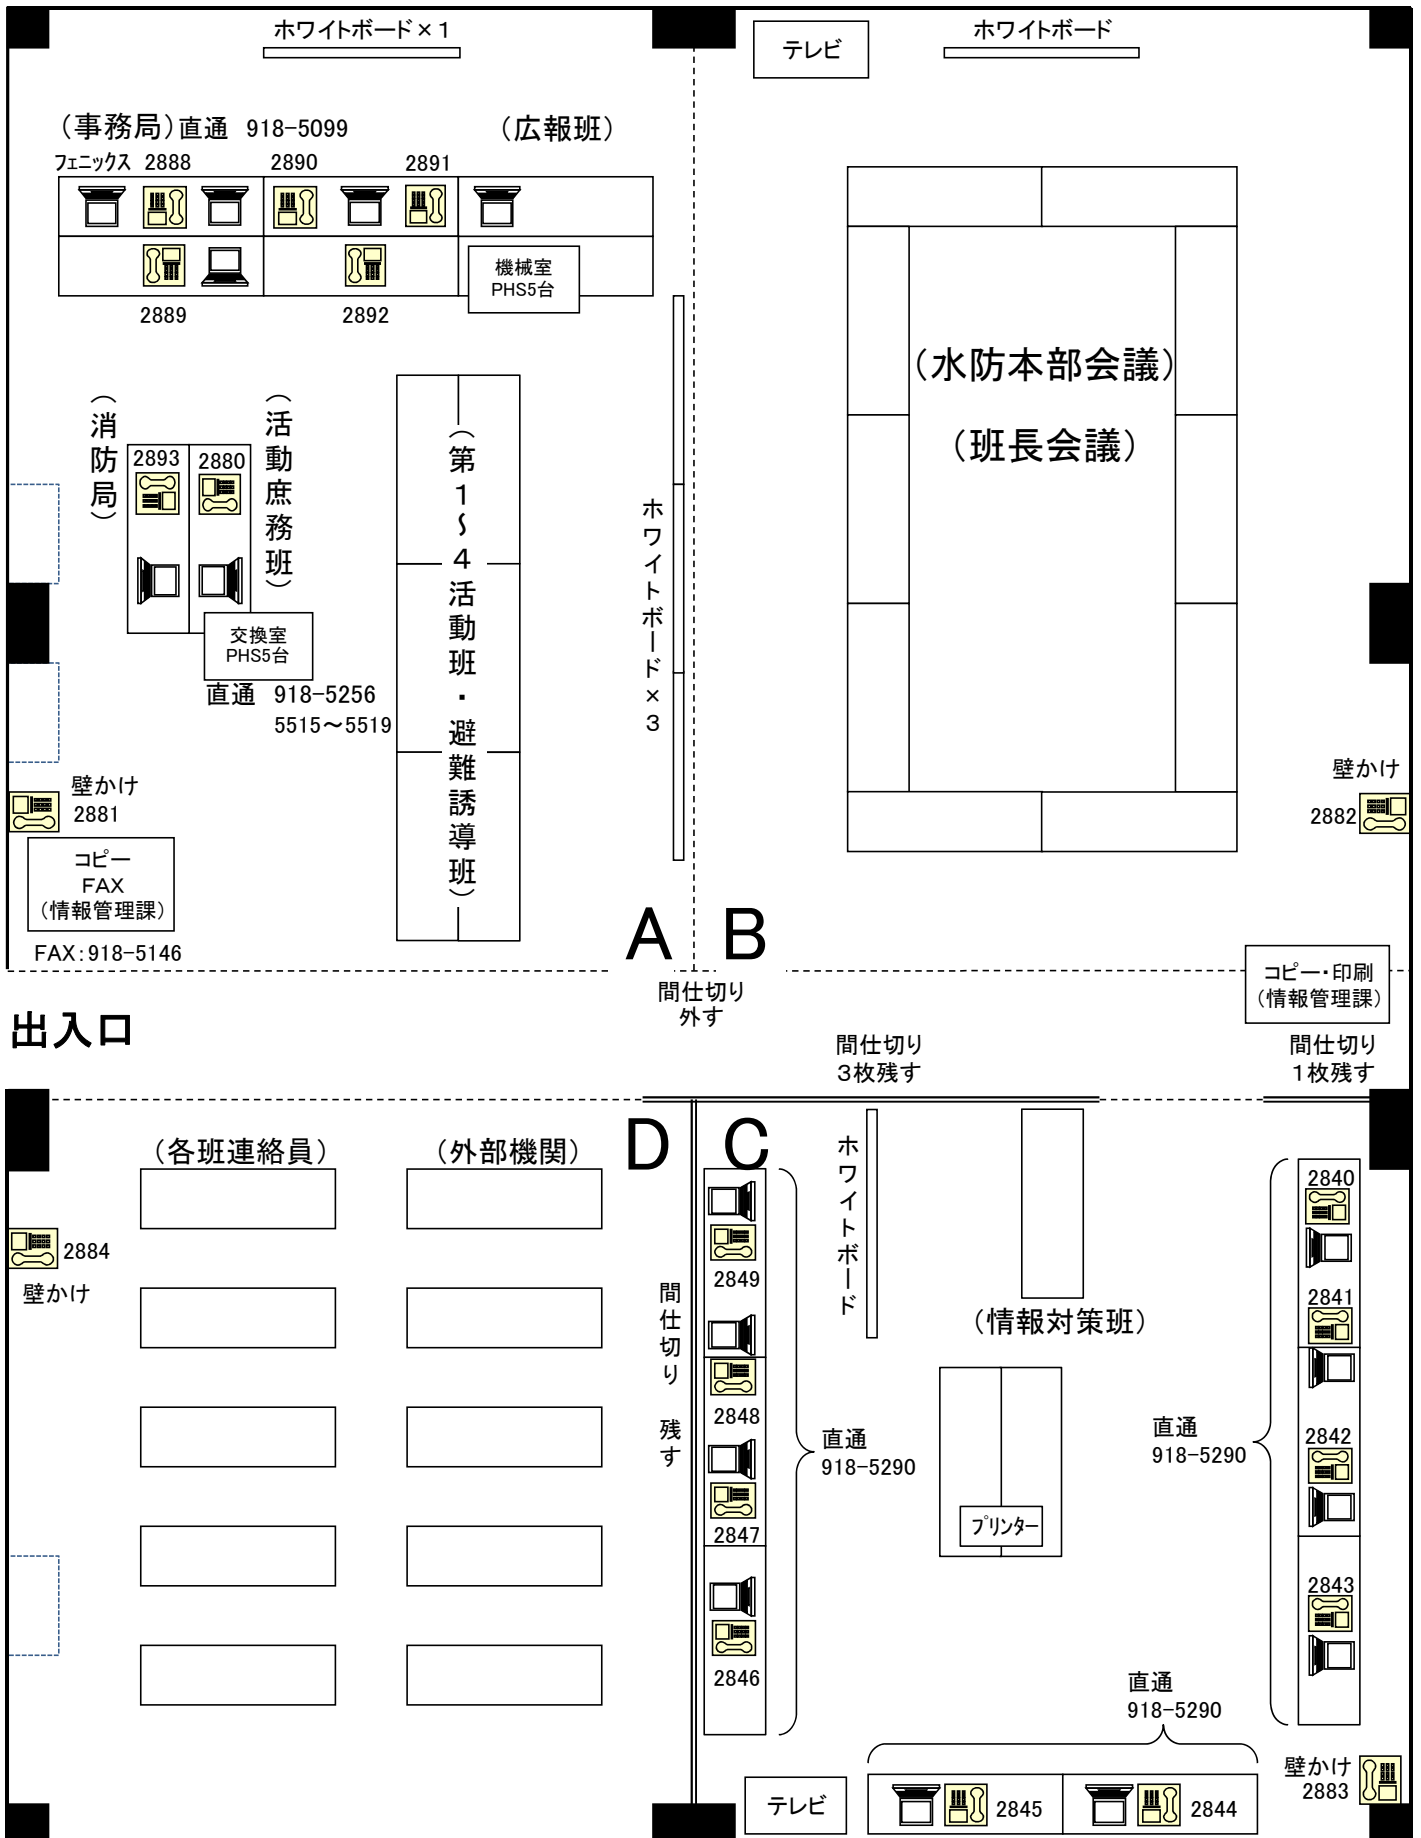 ホワイトボード×1
ホワイトボード
テレビ
（事務局）直通 918-5099
（広報班）
フェニックス 2888
2890
2891
機械室
PHS5台
2889
2892
（消防局）
（活動庶務班）
2893
2880
交換室
PHS5台
直通 918-5256
5515～5519
（第1～4活動班・避難誘導班）
ホワイトボード×3
（水防本部会議）
（班長会議）
壁かけ
2881
コピー
FAX
（情報管理課）
FAX：918-5146
壁かけ
2882
A
B
間仕切り
外す
コピー・印刷
（情報管理課）
出入口
間仕切り
3枚残す
間仕切り
1枚残す
D
C
（各班連絡員）
（外部機関）
2884
壁かけ
間仕切り 残す
ホワイトボード
（情報対策班）
2849
2848
2847
2846
直通
918-5290
プリンター
直通
918-5290
2840
2841
2842
2843
直通
918-5290
テレビ
2845
2844
壁かけ
2883